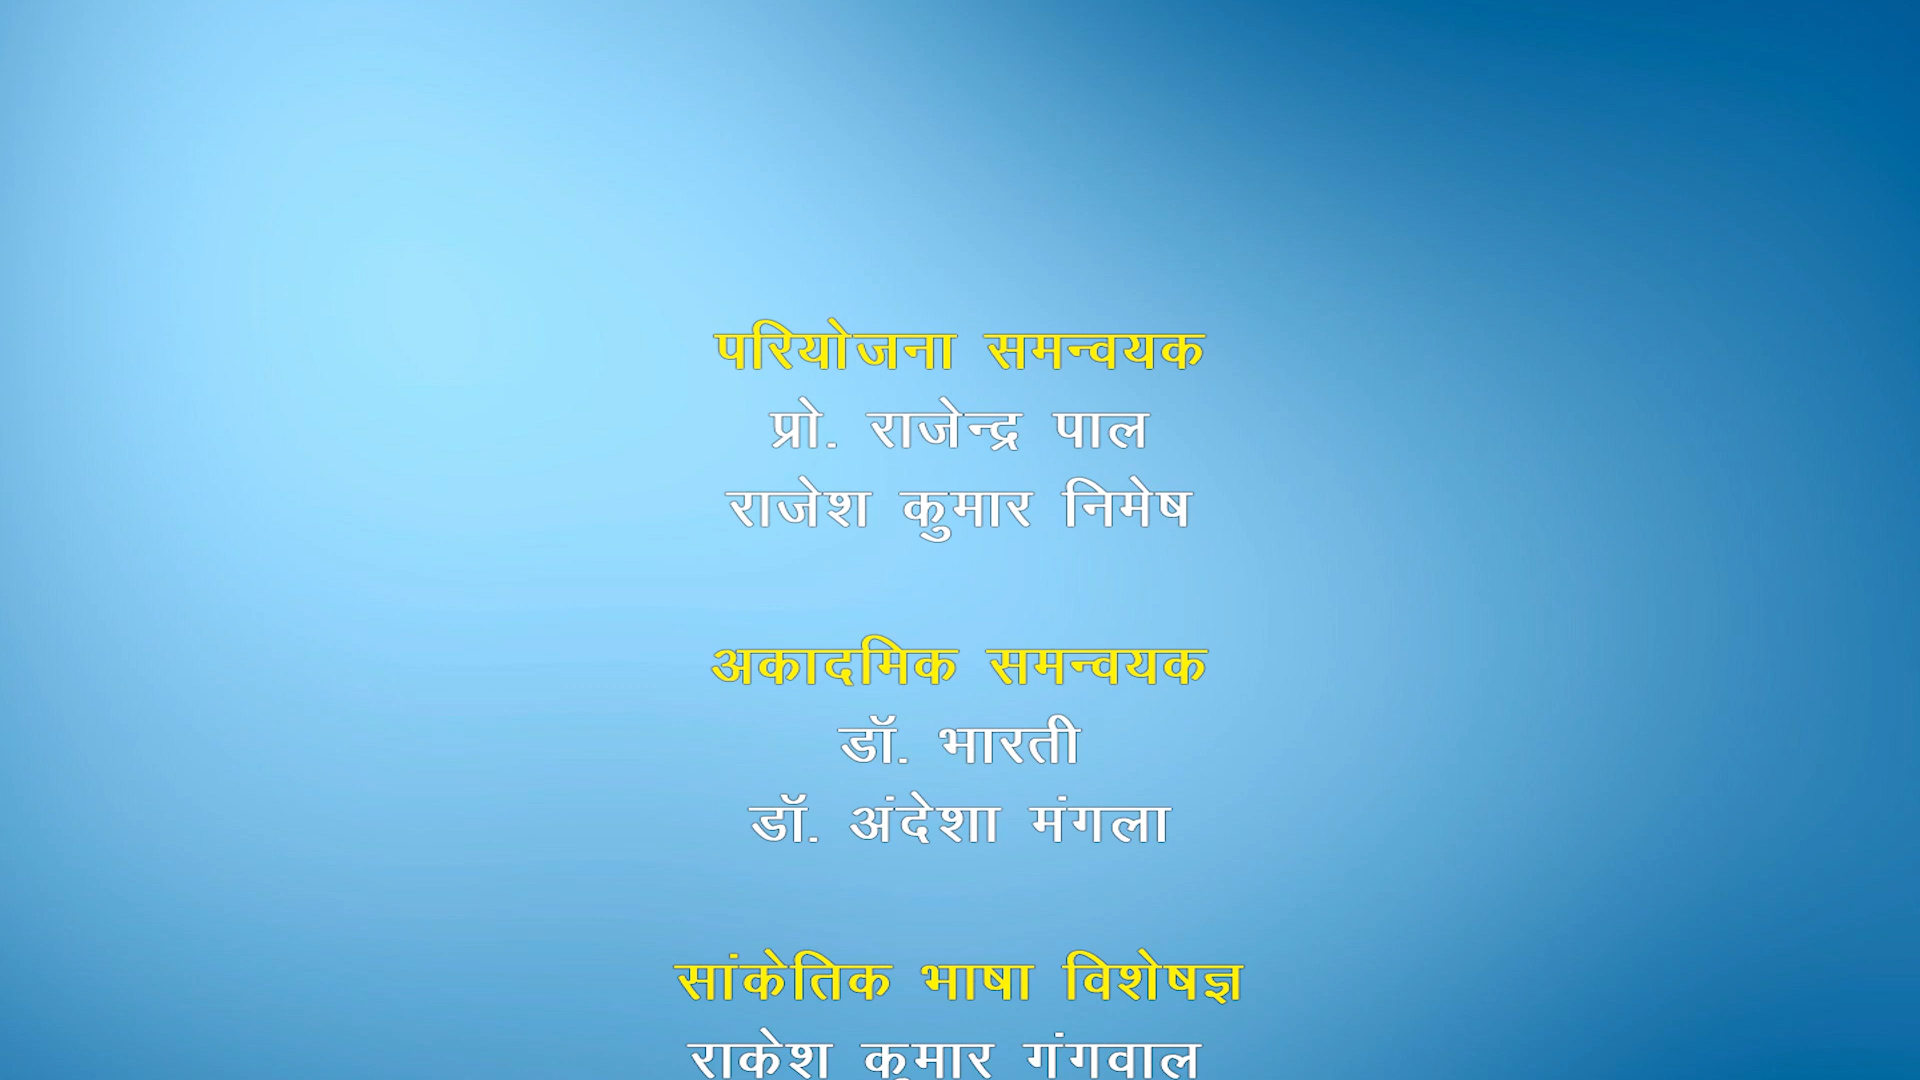 परियोजना समन्वयक
प्रो. राजेन्द्र पाल
राजेश कुमार निमेष
अकादमिक समन्वयक
डॉ. भारती
डॉ. अंदेशा मंगला
सांकेतिक भाषा विशेषज्ञ
राकेश कुमार गंगवाल